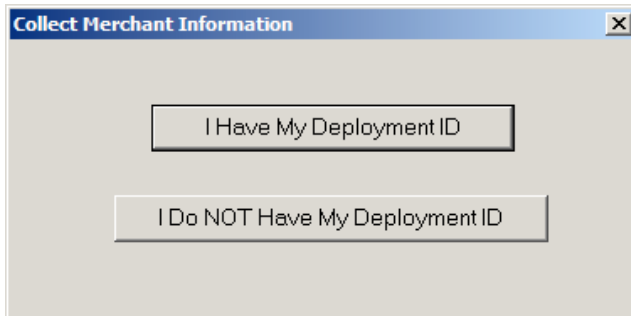 Collect Merchant Information
I Have My Deployment ID
I Do NOT Have My Deployment ID